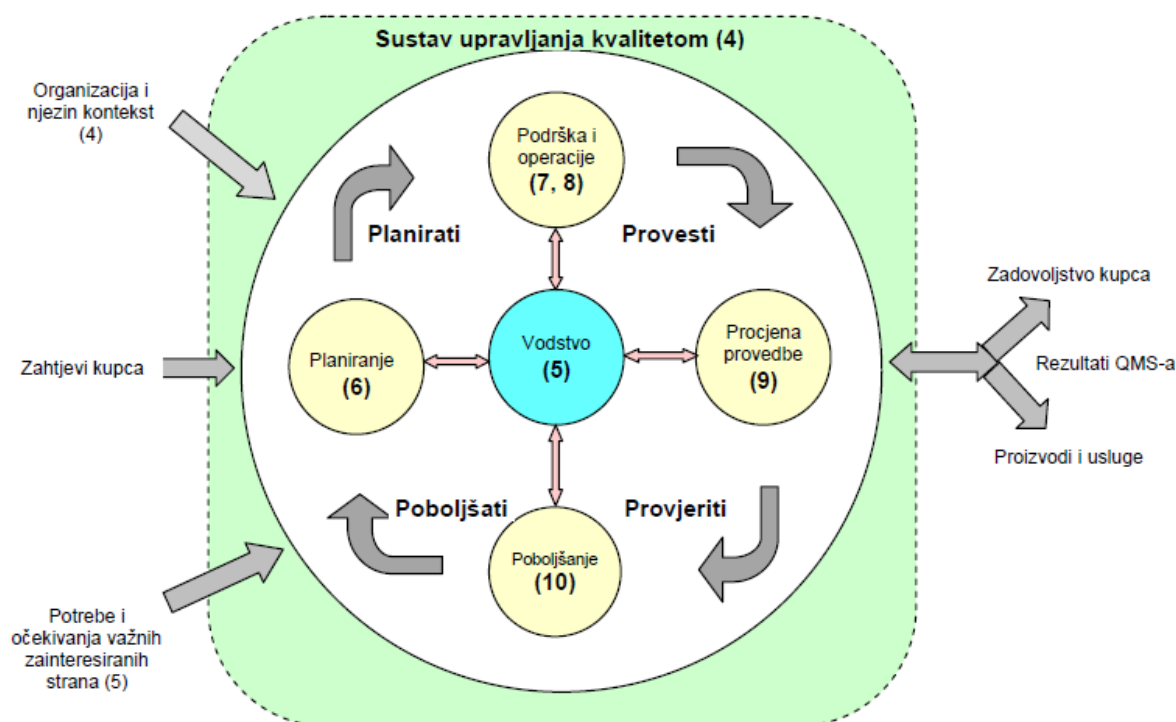 Sustav upravljanja kvalitetom (4)
Organizacija i
njezin kontekst
(4)
Podrška i
operacije
(7, 8)
Planirati
Provesti
Zadovoljstvo kupca
Zahtjevi kupca
Planiranje
(6)
Vodstvo
(5)
Procjena
provedbe
(9)
Rezultati QMS-a
Proizvodi i usluge
Poboljšati
Provjeriti
Poboljšanje
(10)
Potrebe i
očekivanja važnih
zainteresiranih
strana (5)